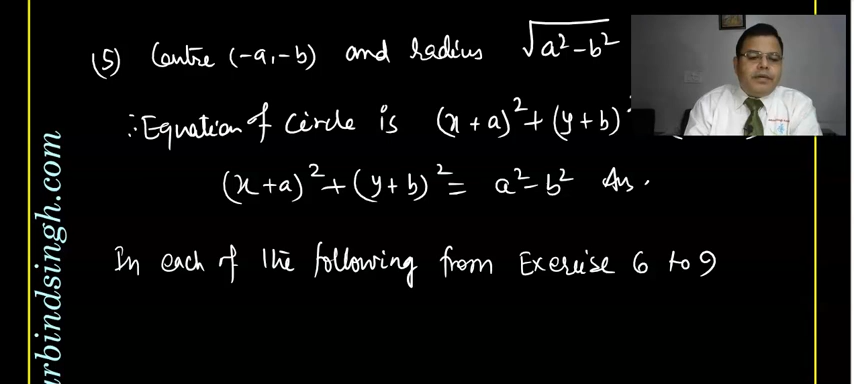 (5) Centre (-a,-b) and radius √a²-b²
∴ Equation of Circle is (x+a)²+(y+b)
(x+a)²+(y+b)² = a²-b² Ans.
In each of the following from Exercise 6 to 9
arbindsingh.com